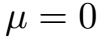 μ = 0